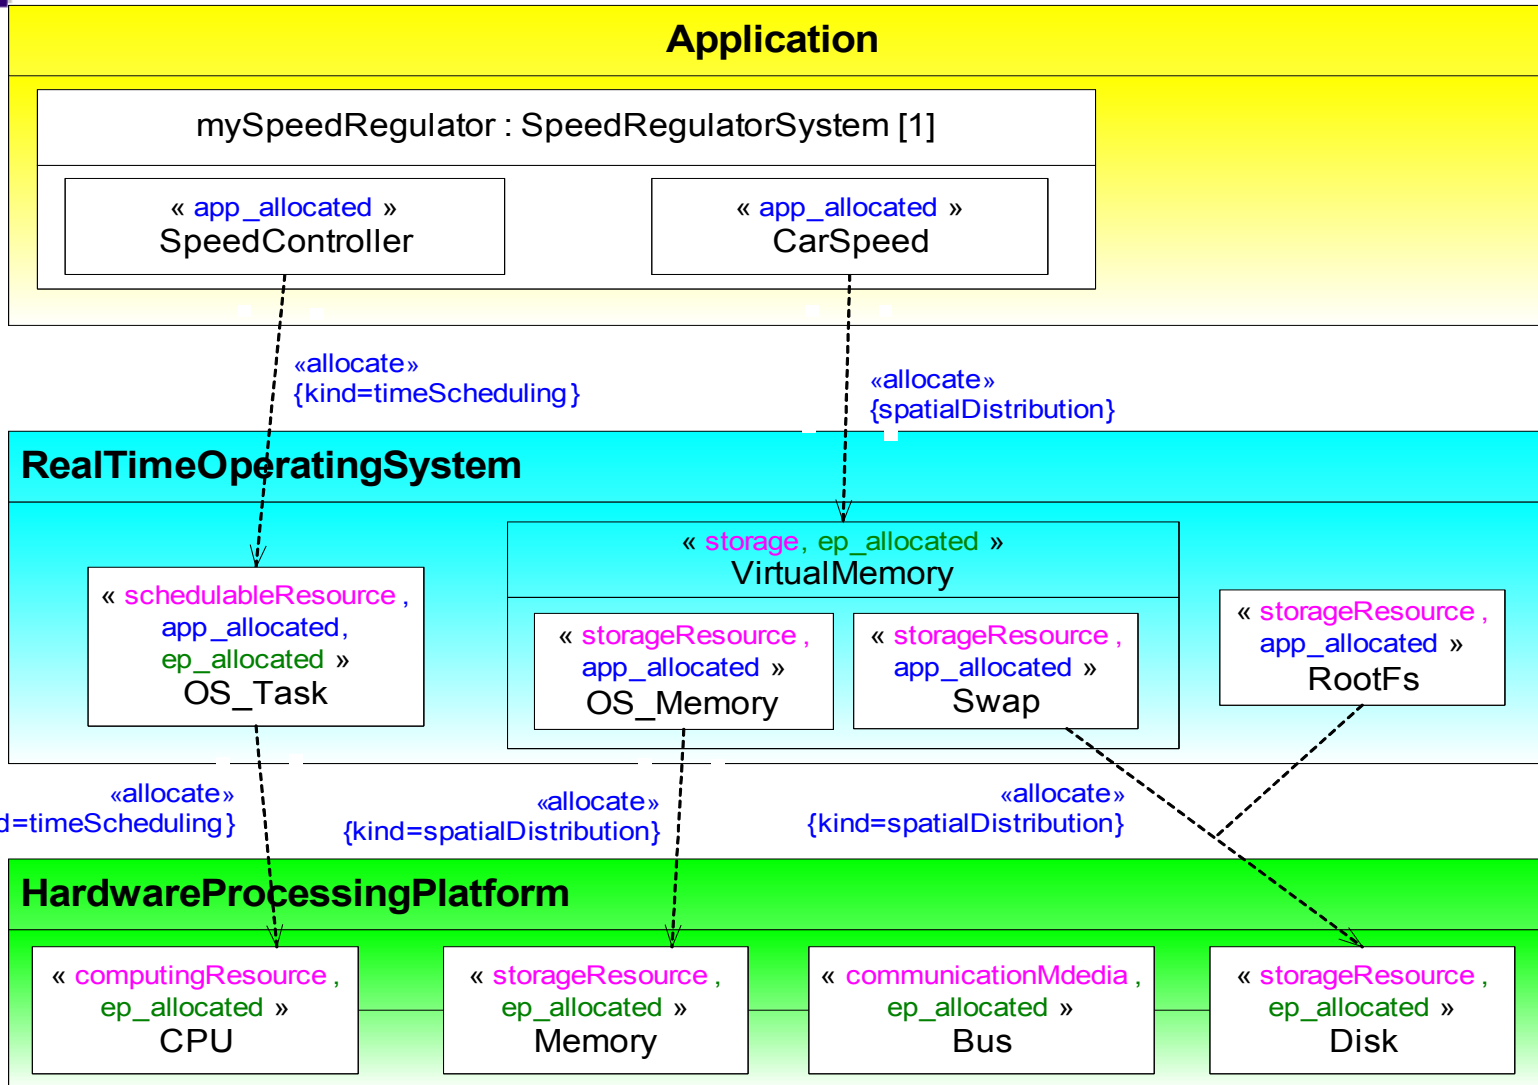 Application
mySpeedRegulator : SpeedRegulatorSystem [1]
« app_allocated »
SpeedController
« app_allocated »
CarSpeed
«allocate»
{kind=timeScheduling}
«allocate»
{spatialDistribution}
RealTimeOperatingSystem
« schedulableResource ,
app_allocated,
ep_allocated »
OS_Task
« storage, ep_allocated »
VirtualMemory
« storageResource ,
app_allocated »
OS_Memory
« storageResource ,
app_allocated »
Swap
« storageResource ,
app_allocated »
RootFs
«allocate»
d=timeScheduling}
«allocate»
{kind=spatialDistribution}
«allocate»
{kind=spatialDistribution}
HardwareProcessingPlatform
« computingResource ,
ep_allocated »
CPU
« storageResource ,
ep_allocated »
Memory
« communicationMdedia ,
ep_allocated »
Bus
« storageResource ,
ep_allocated »
Disk